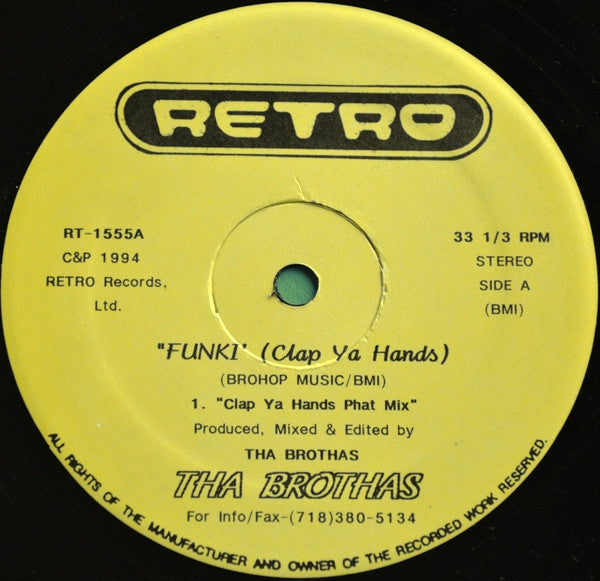 RETRO
RT-1555A
C&P 1994
RETRO Records,
Ltd.
33 1/3 RPM
STEREO
SIDE A
(BMI)
"FUNKI' (Clap Ya Hands)
(BROHOP MUSIC/BMI)
1. "Clap Ya Hands Phat Mix"
Produced, Mixed & Edited by
THA BROTHAS
THA BROTHAS
For Info/Fax-(718)380-5134
ALL RIGHTS OF THE MANUFACTURER AND OWNER OF THE RECORDED WORK RESERVED.